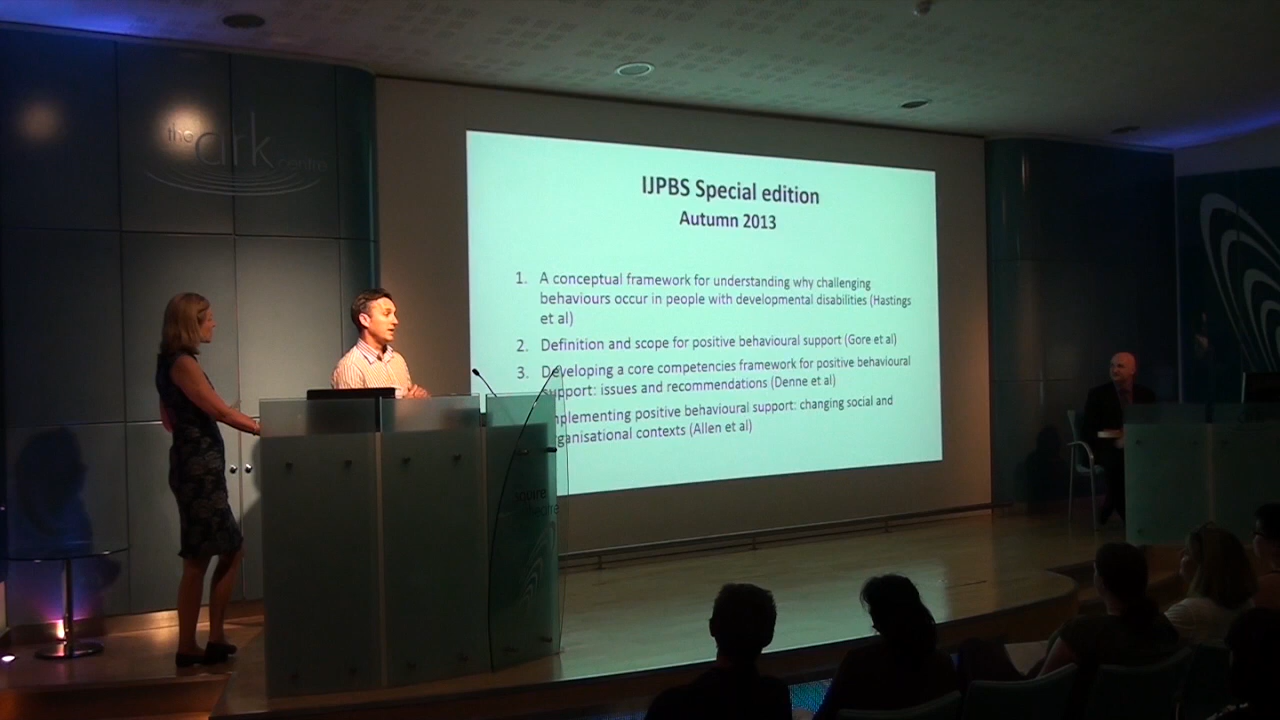 the ark centre
IJPBS Special edition
Autumn 2013
1. A conceptual framework for understanding why challenging
behaviours occur in people with developmental disabilities (Hastings
et al)
2. Definition and scope for positive behavioural support (Gore et al)
3. Developing a core competencies framework for positive behavioural
support: issues and recommendations (Denne et al)
mplementing positive behavioural support: changing social and
ganisational contexts (Allen et al)